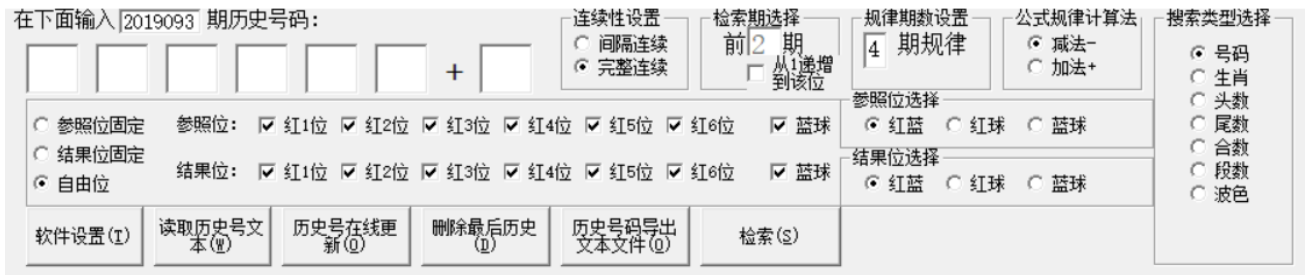 在下面输入 2019093 期历史号码:
+
连续性设置
间隔连续
完整连续
检索期选择
前 2 期
从1递增
到该位
规律期数设置
4 期规律
公式规律计算法
减法-
加法+
搜索类型选择
号码
生肖
头数
尾数
合数
段数
波色
参照位固定
结果位固定
自由位
参照位: 红1位 红2位 红3位 红4位 红5位 红6位 蓝球
结果位: 红1位 红2位 红3位 红4位 红5位 红6位 蓝球
参照位选择
红蓝 红球 蓝球
结果位选择
红蓝 红球 蓝球
软件设置(I)
读取历史号文
本(W)
历史号在线更
新(O)
删除最后历史
(D)
历史号码导出
文本文件(O)
检索(S)